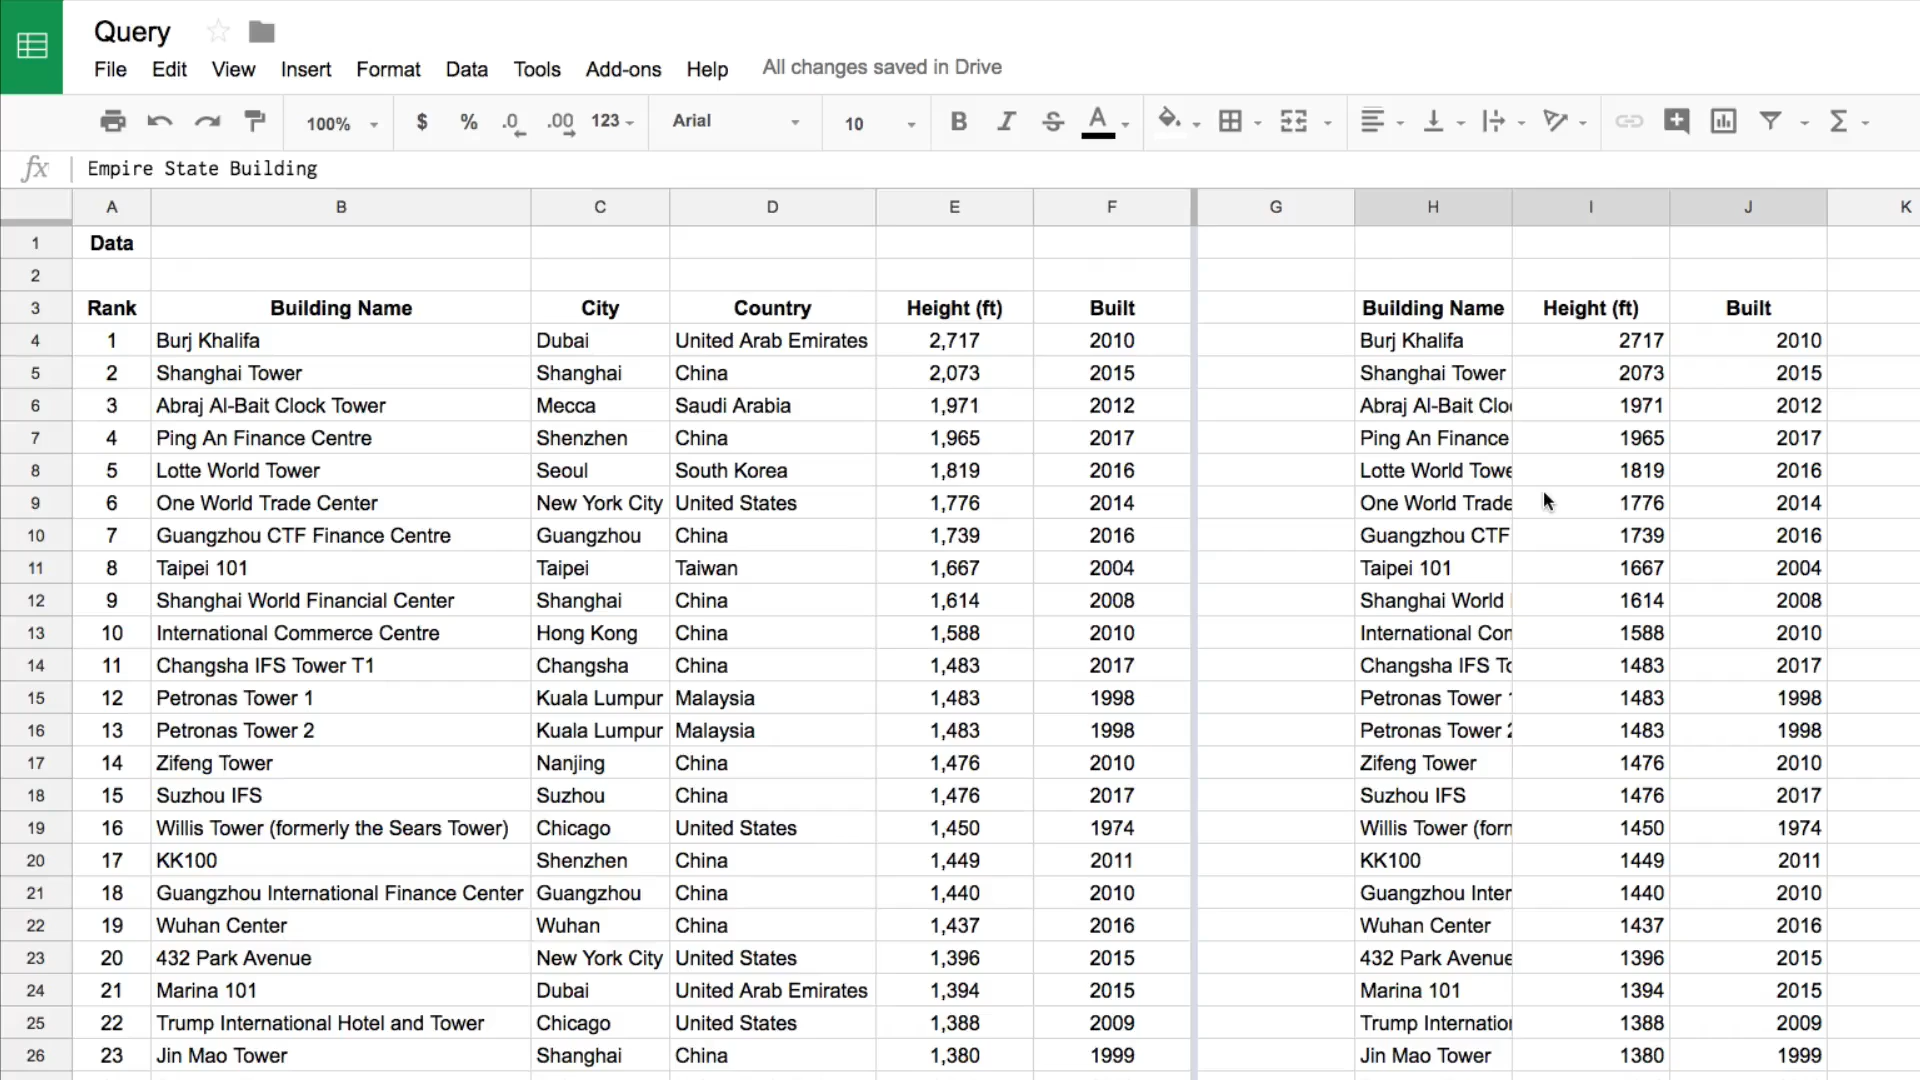 Query
File Edit View Insert Format Data Tools Add-ons Help All changes saved in Drive
100% $ % .0 .00 123 Arial 10 B I S A Σ
fx Empire State Building
A B C D E F G H I J K
1 Data
2
3 Rank Building Name City Country Height (ft) Built Building Name Height (ft) Built
4 1 Burj Khalifa Dubai United Arab Emirates 2,717 2010 Burj Khalifa 2717 2010
5 2 Shanghai Tower Shanghai China 2,073 2015 Shanghai Tower 2073 2015
6 3 Abraj Al-Bait Clock Tower Mecca Saudi Arabia 1,971 2012 Abraj Al-Bait Clo 1971 2012
7 4 Ping An Finance Centre Shenzhen China 1,965 2017 Ping An Finance 1965 2017
8 5 Lotte World Tower Seoul South Korea 1,819 2016 Lotte World Towe 1819 2016
9 6 One World Trade Center New York City United States 1,776 2014 One World Trade 1776 2014
10 7 Guangzhou CTF Finance Centre Guangzhou China 1,739 2016 Guangzhou CTF 1739 2016
11 8 Taipei 101 Taipei Taiwan 1,667 2004 Taipei 101 1667 2004
12 9 Shanghai World Financial Center Shanghai China 1,614 2008 Shanghai World 1614 2008
13 10 International Commerce Centre Hong Kong China 1,588 2010 International Com 1588 2010
14 11 Changsha IFS Tower T1 Changsha China 1,483 2017 Changsha IFS To 1483 2017
15 12 Petronas Tower 1 Kuala Lumpur Malaysia 1,483 1998 Petronas Tower 1 1483 1998
16 13 Petronas Tower 2 Kuala Lumpur Malaysia 1,483 1998 Petronas Tower 2 1483 1998
17 14 Zifeng Tower Nanjing China 1,476 2010 Zifeng Tower 1476 2010
18 15 Suzhou IFS Suzhou China 1,476 2017 Suzhou IFS 1476 2017
19 16 Willis Tower (formerly the Sears Tower) Chicago United States 1,450 1974 Willis Tower (form 1450 1974
20 17 KK100 Shenzhen China 1,449 2011 KK100 1449 2011
21 18 Guangzhou International Finance Center Guangzhou China 1,440 2010 Guangzhou Inter 1440 2010
22 19 Wuhan Center Wuhan China 1,437 2016 Wuhan Center 1437 2016
23 20 432 Park Avenue New York City United States 1,396 2015 432 Park Avenue 1396 2015
24 21 Marina 101 Dubai United Arab Emirates 1,394 2015 Marina 101 1394 2015
25 22 Trump International Hotel and Tower Chicago United States 1,388 2009 Trump Internation 1388 2009
26 23 Jin Mao Tower Shanghai China 1,380 1999 Jin Mao Tower 1380 1999